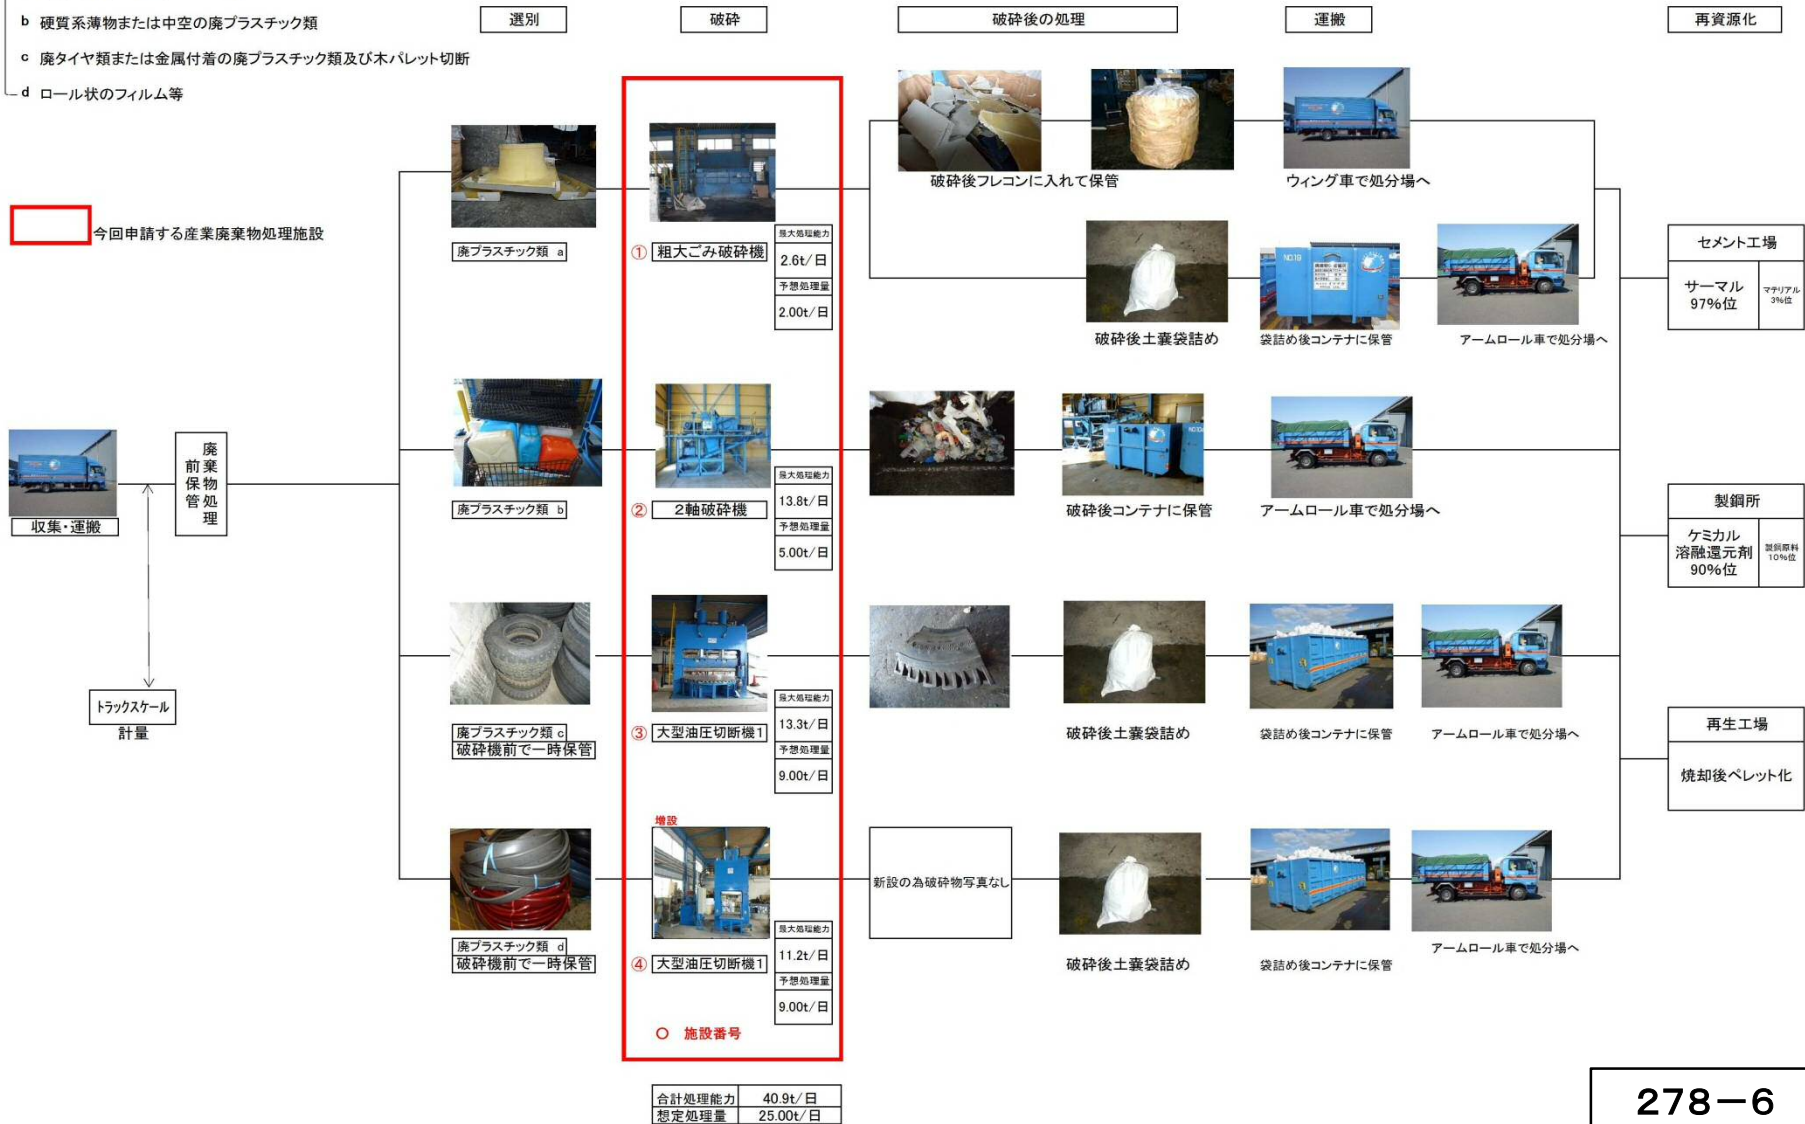 b 硬質系薄物または中空の廃プラスチック類
c 廃タイヤ類または金属付着の廃プラスチック類及び木パレット切断
d ロール状のフィルム等
選別
破砕
破砕後の処理
運搬
再資源化
今回申請する産業廃棄物処理施設
収集・運搬
廃棄物処理
前保管
トラックスケール
計量
廃プラスチック類 a
① 粗大ごみ破砕機
最大処理能力
2.6t/日
予想処理量
2.00t/日
破砕後フレコンに入れて保管
ウィング車で処分場へ
破砕後土嚢袋詰め
NO.19
袋詰め後コンテナに保管
アームロール車で処分場へ
廃プラスチック類 b
② 2軸破砕機
最大処理能力
13.8t/日
予想処理量
5.00t/日
破砕後コンテナに保管
アームロール車で処分場へ
廃プラスチック類 c
破砕機前で一時保管
③ 大型油圧切断機1
最大処理能力
13.3t/日
予想処理量
9.00t/日
破砕後土嚢袋詰め
袋詰め後コンテナに保管
アームロール車で処分場へ
廃プラスチック類 d
破砕機前で一時保管
増設
④ 大型油圧切断機1
最大処理能力
11.2t/日
予想処理量
9.00t/日
新設の為破砕物写真なし
破砕後土嚢袋詰め
袋詰め後コンテナに保管
アームロール車で処分場へ
○ 施設番号
合計処理能力 40.9t/日
想定処理量 25.00t/日
セメント工場
サーマル
97%位
マテリアル
3%位
製鋼所
ケミカル
溶融還元剤
90%位
製鋼原料
10%位
再生工場
焼却後ペレット化
278－6